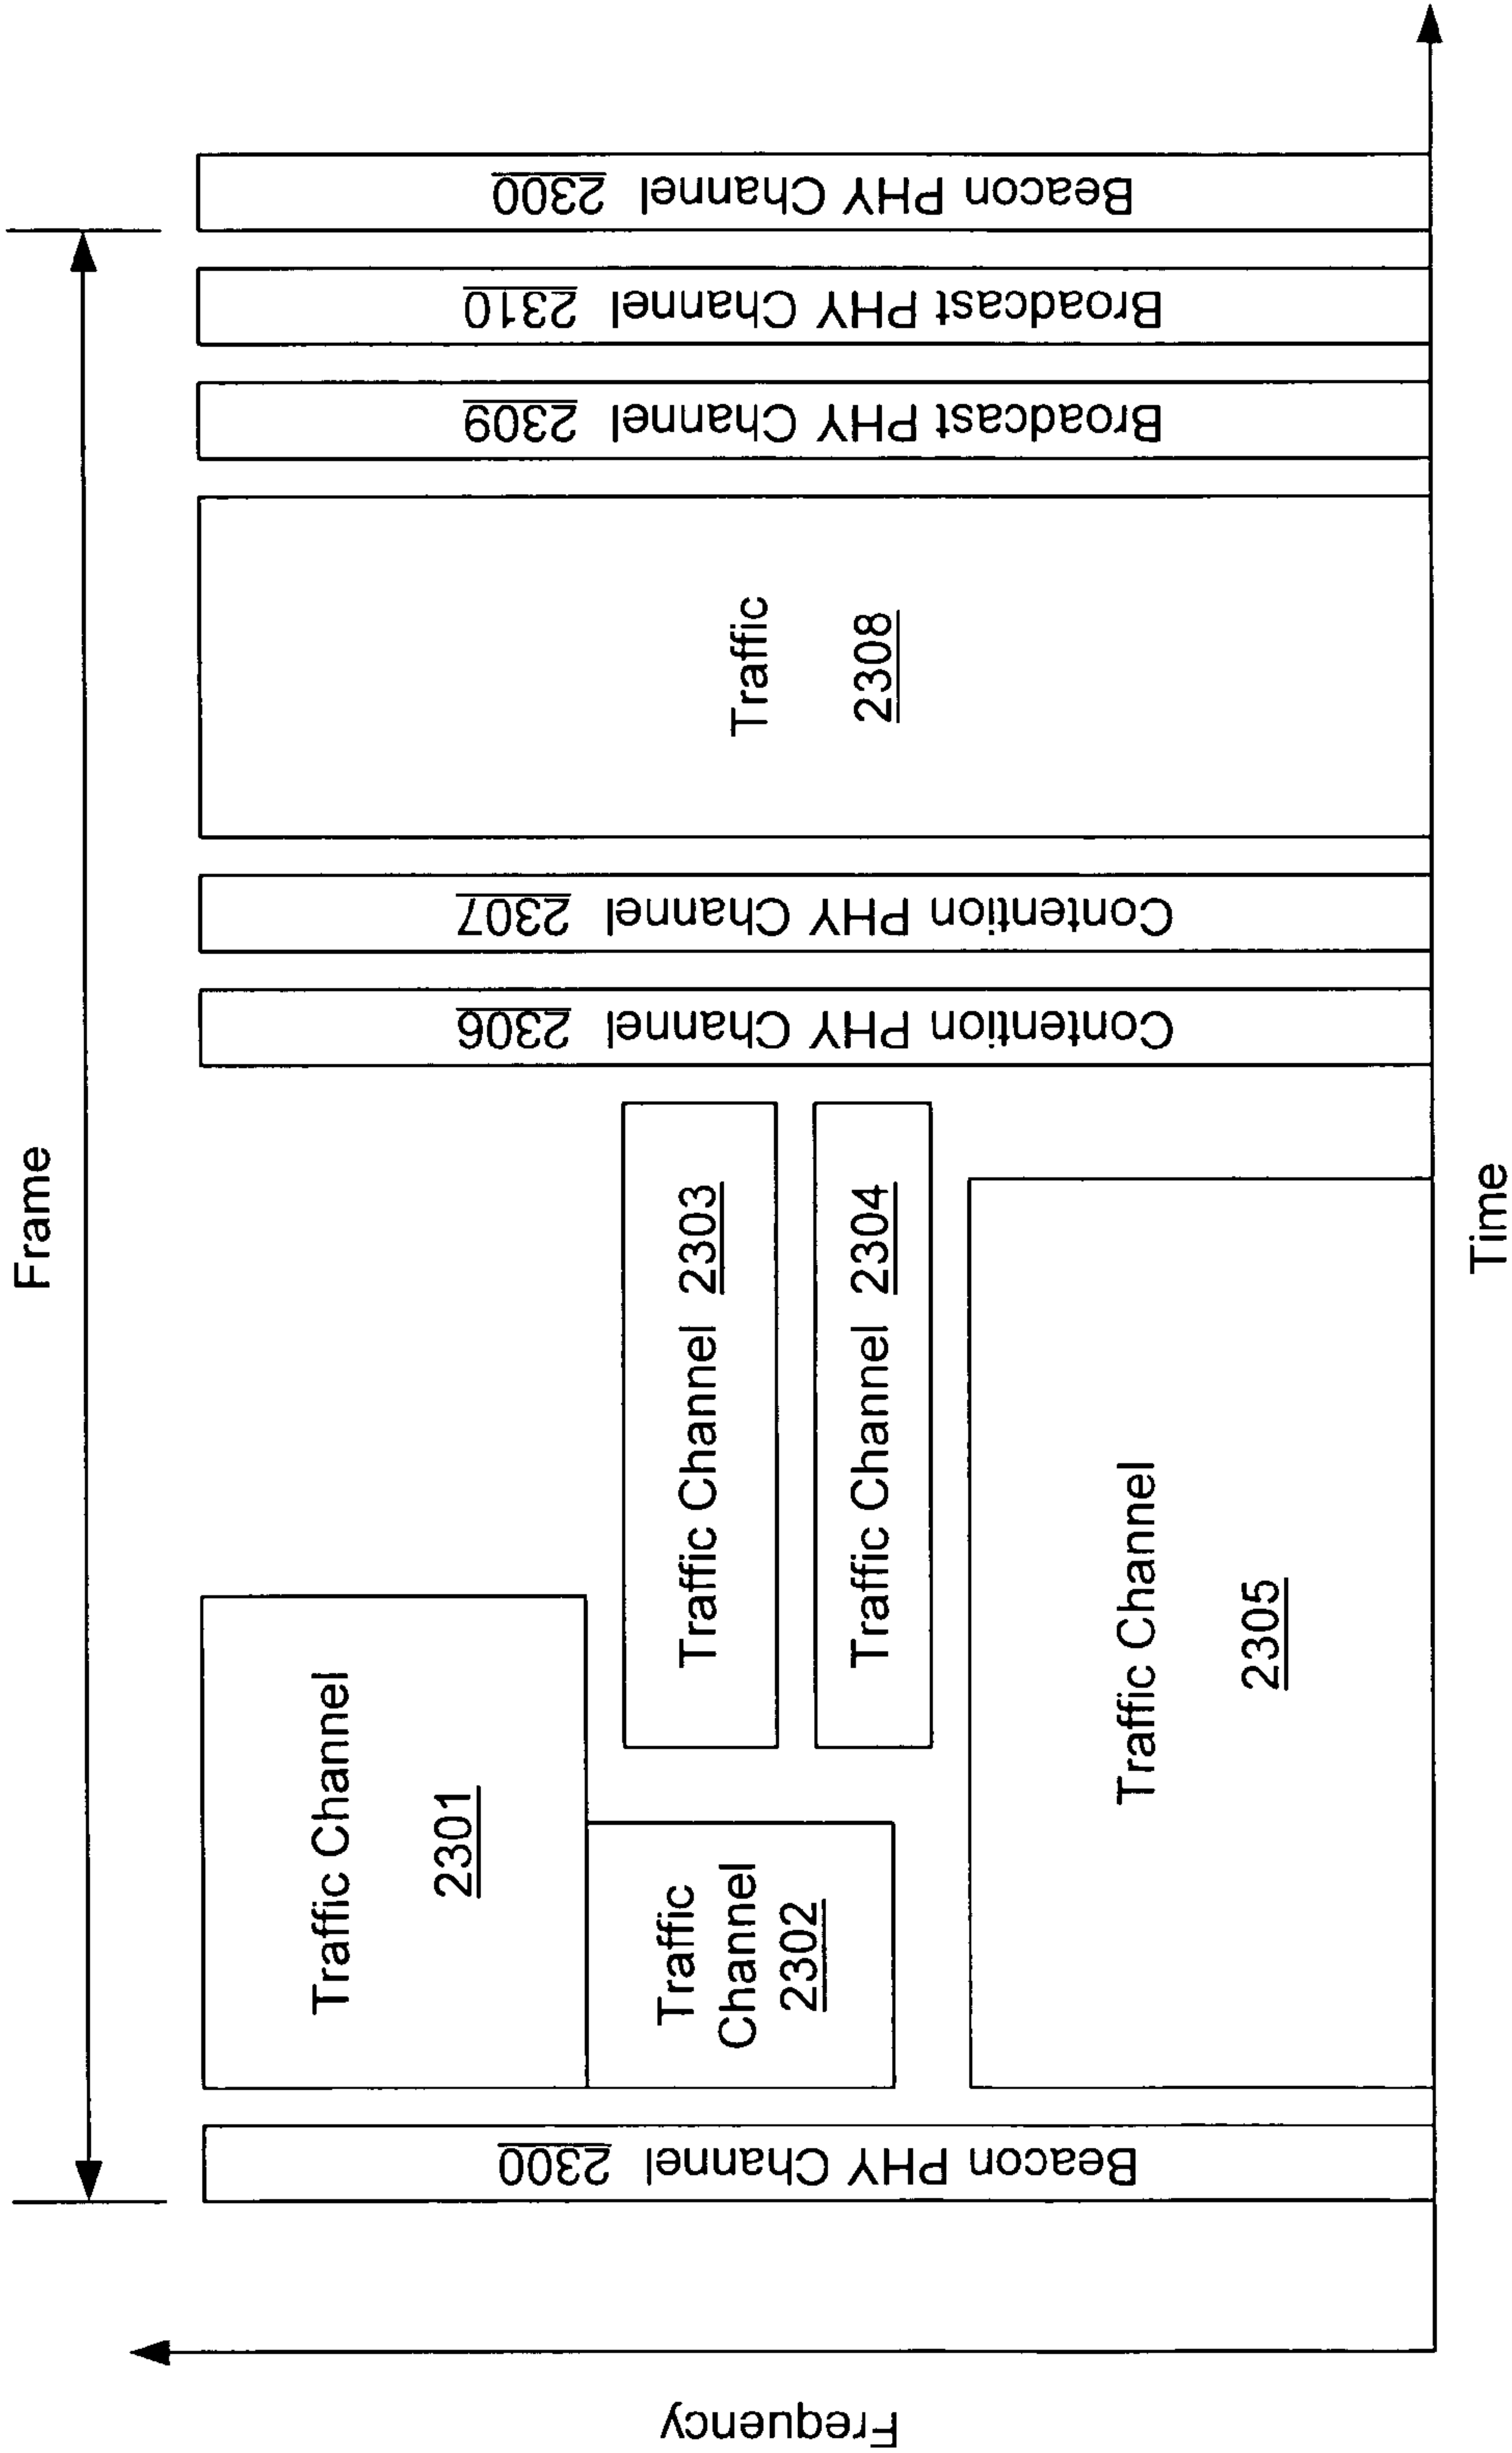 Frame
Frequency
Beacon PHY Channel 2300
Traffic Channel
2301
Traffic
Channel
2302
Traffic Channel 2303
Traffic Channel 2304
Traffic Channel
2305
Contention PHY Channel 2306
Contention PHY Channel 2307
Traffic
2308
Broadcast PHY Channel 2309
Broadcast PHY Channel 2310
Beacon PHY Channel 2300
Time